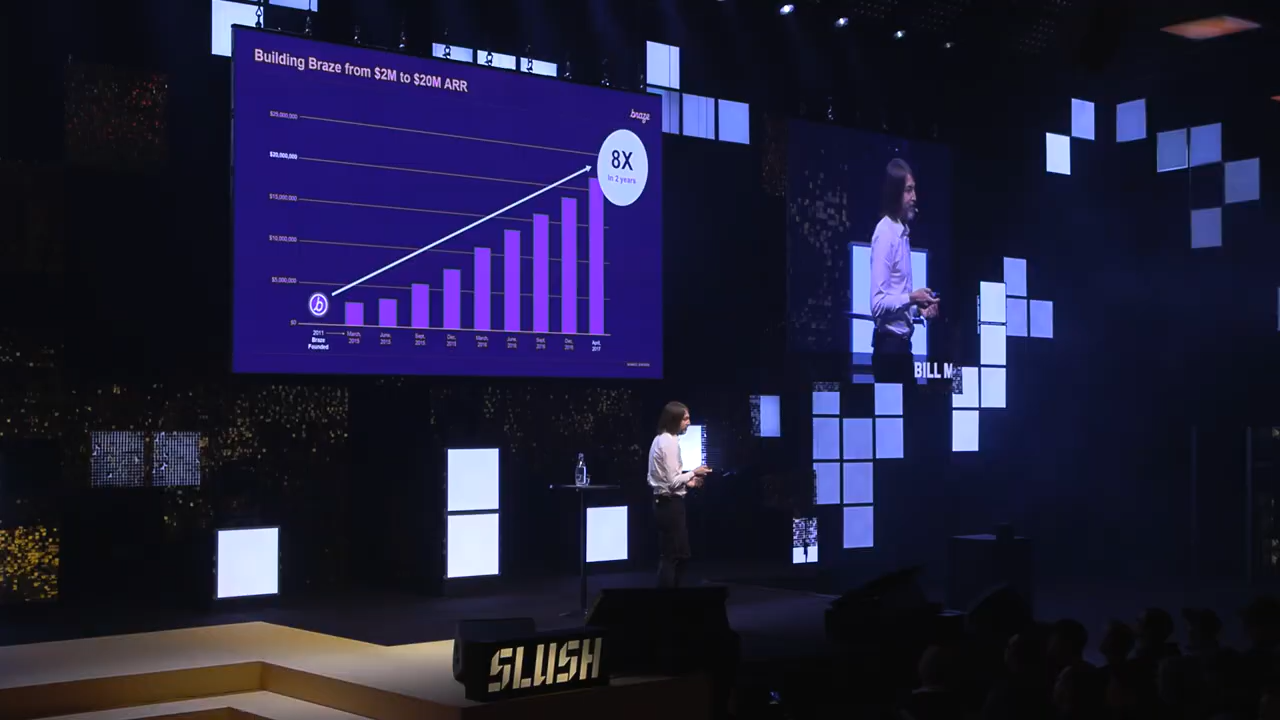 Building Braze from $2M to $20M ARR
braze
$25,000,000
$20,000,000
$15,000,000
$10,000,000
$5,000,000
$0
8X
in 2 years
b
2011
Braze
Founded
March, 2015
June, 2015
Sept, 2015
Dec, 2015
March, 2016
June, 2016
Sept, 2016
Dec, 2016
April, 2017
BILL M
SLUSH